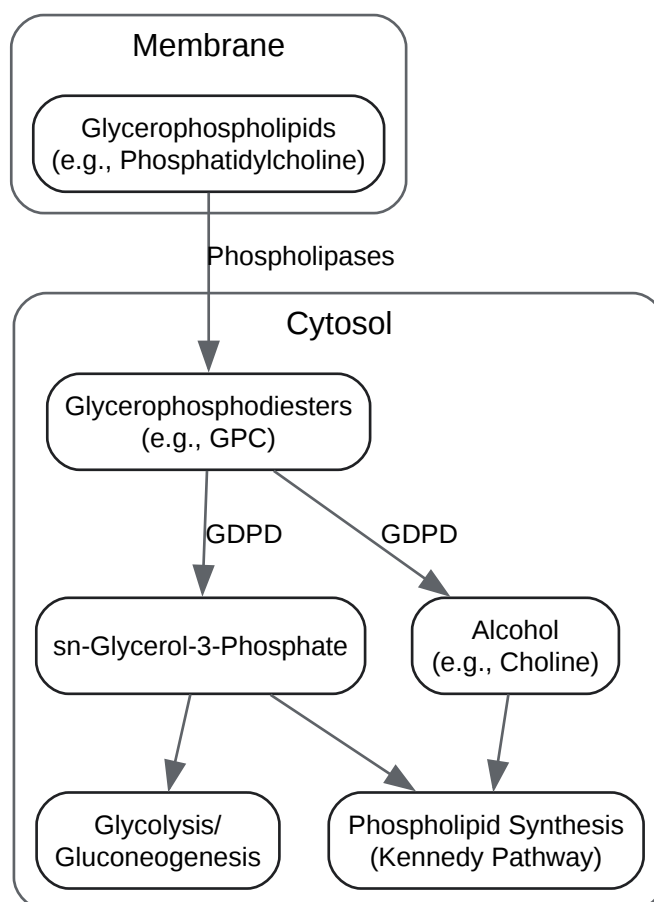 Membrane
Glycerophospholipids
(e.g., Phosphatidylcholine)
Phospholipases
Cytosol
Glycerophosphodiesters
(e.g., GPC)
GDPD
GDPD
sn-Glycerol-3-Phosphate
Alcohol
(e.g., Choline)
Glycolysis/
Gluconeogenesis
Phospholipid Synthesis
(Kennedy Pathway)